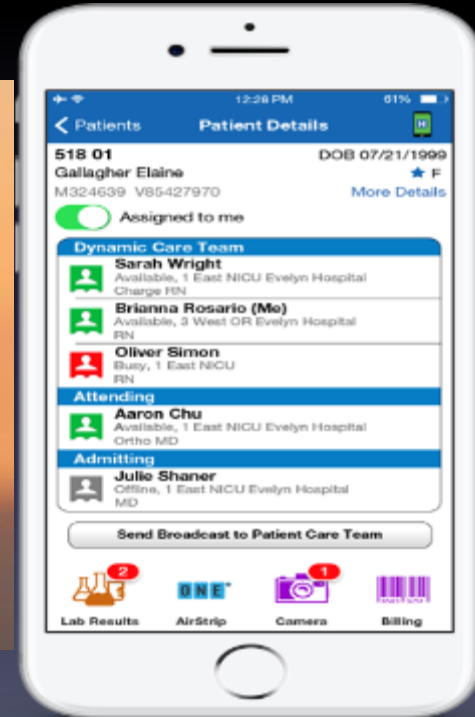 12:28 PM
61%
Patients
Patient Details
H
518 01
DOB 07/21/1999
Gallagher Elaine
F
M324639 V85427970
More Details
Assigned to me
Dynamic Care Team
Sarah Wright
Available, 1 East NICU Evelyn Hospital
Charge RN
Brianna Rosario (Me)
Available, 3 West OR Evelyn Hospital
RN
Oliver Simon
Busy, 1 East NICU
RN
Attending
Aaron Chu
Available, 1 East NICU Evelyn Hospital
Ortho MD
Admitting
Julie Shaner
Offline, 1 East NICU Evelyn Hospital
MD
Send Broadcast to Patient Care Team
2
ONE
1
Lab Results
AirStrip
Camera
Billing